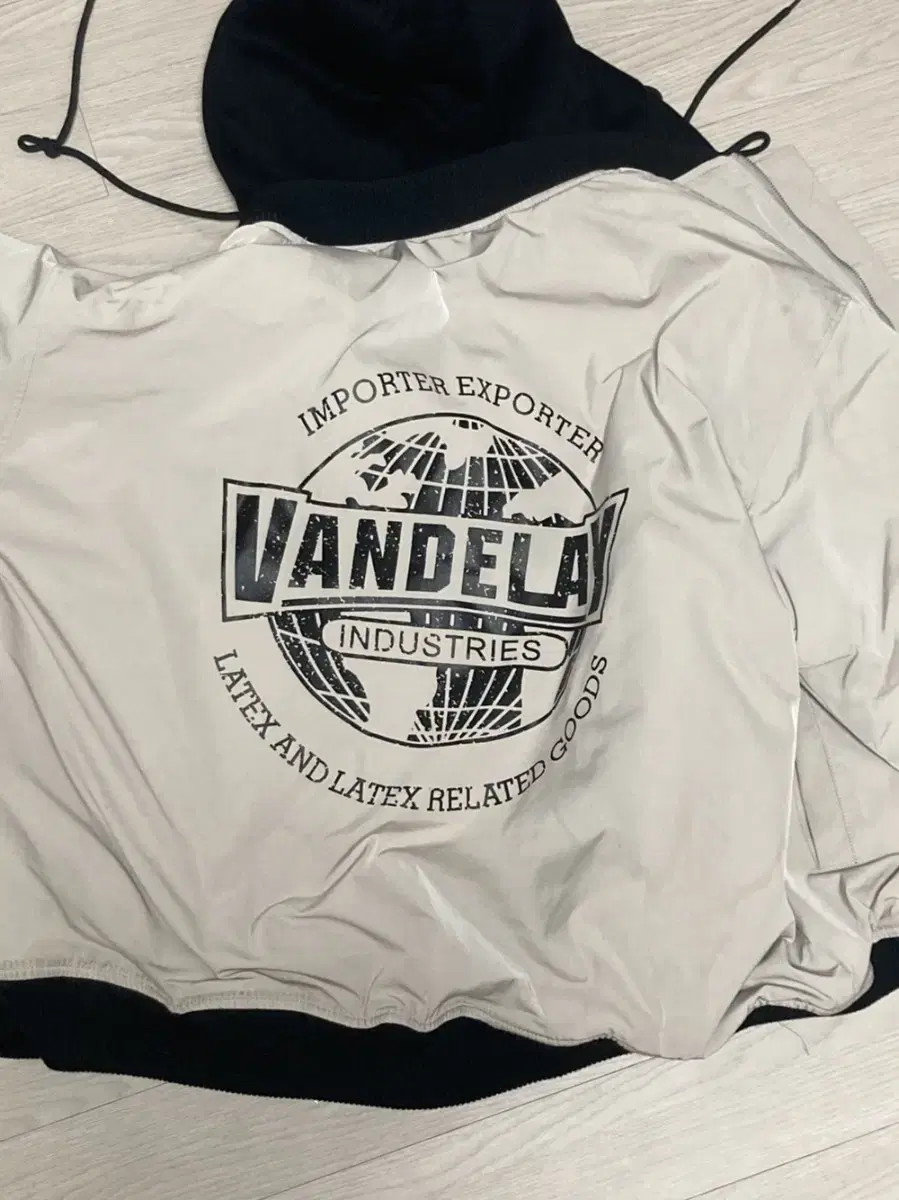 IMPORTER EXPORTER
VANDELAY
INDUSTRIES
LATEX AND LATEX RELATED GOODS